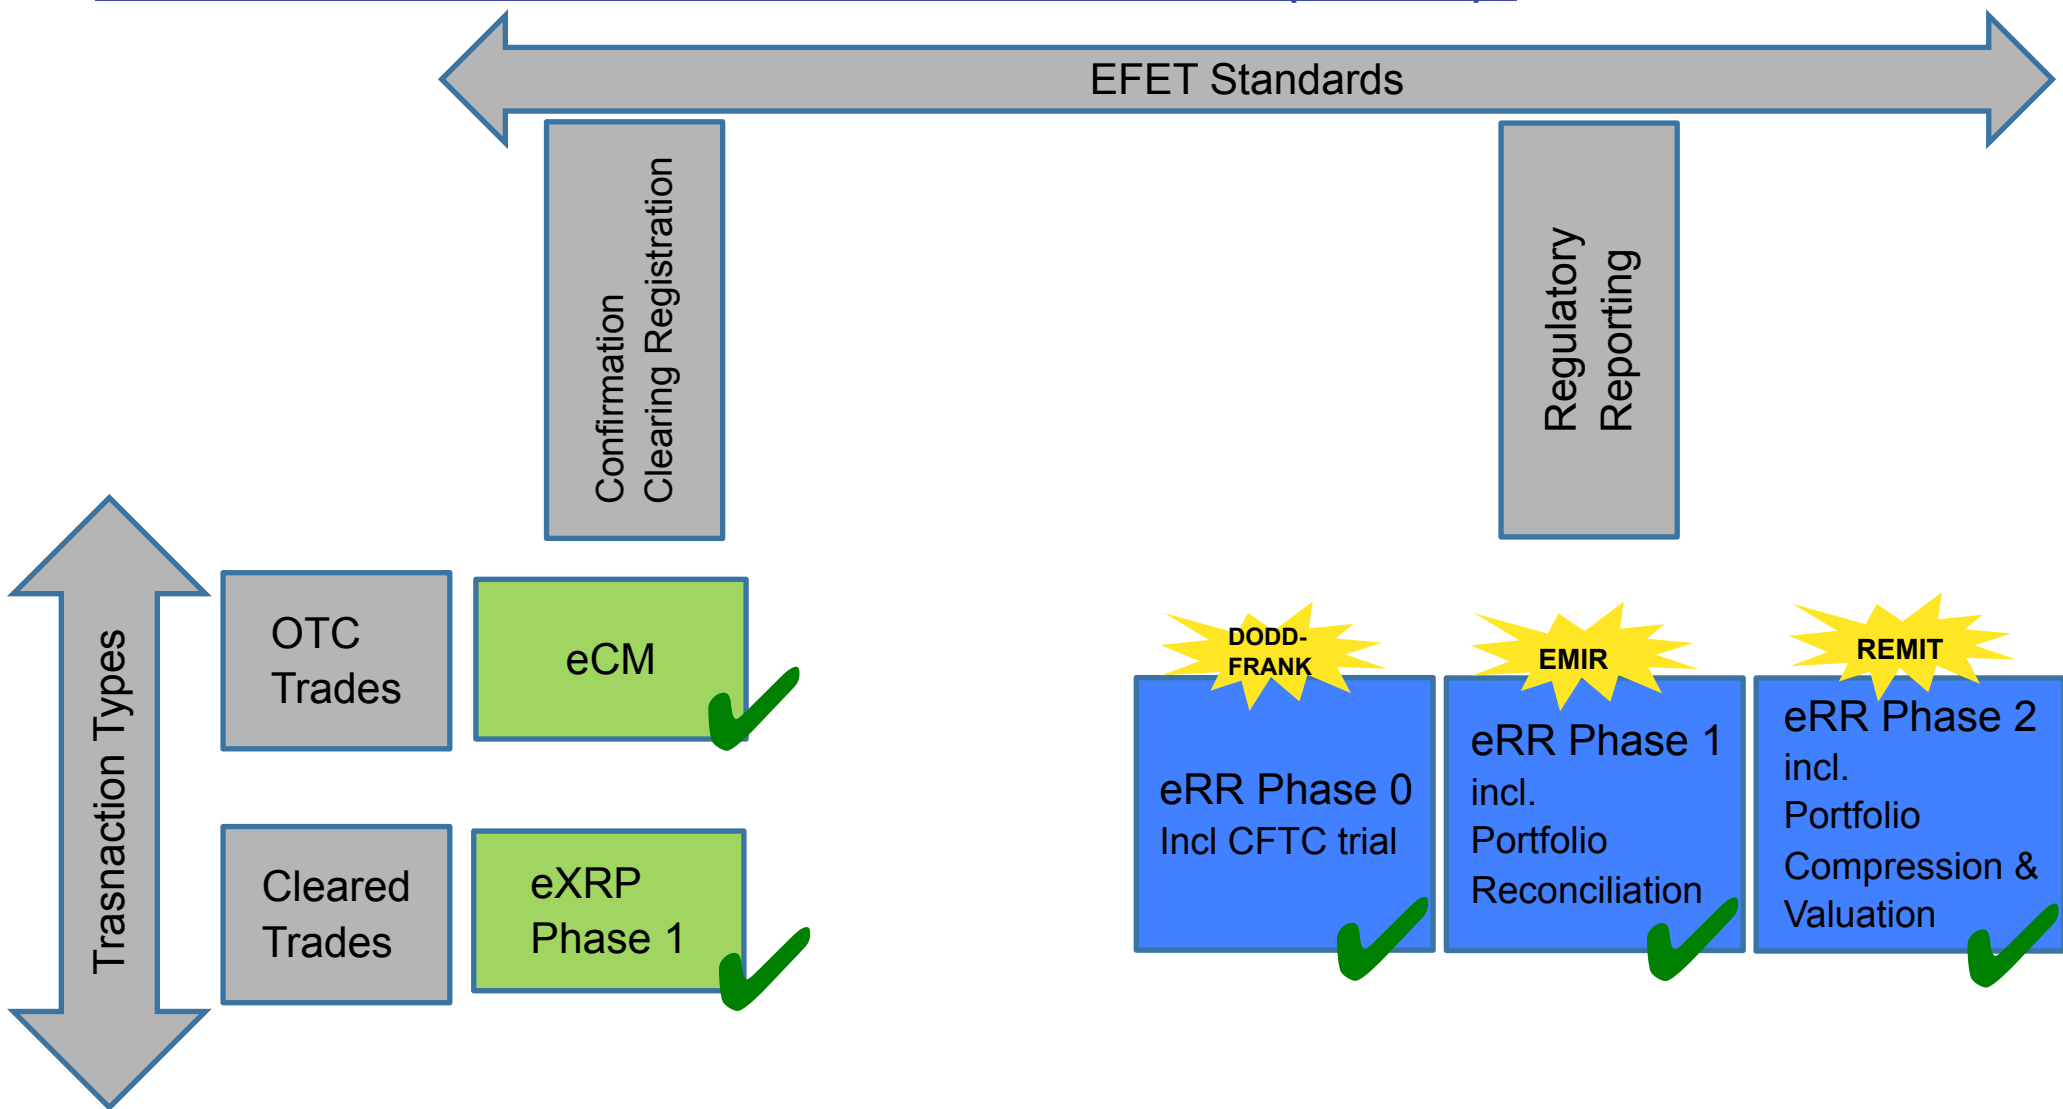 EFET Standards
Confirmation
Clearing Registration
Regulatory
Reporting
Trasnaction Types
OTC
Trades
eCM
Cleared
Trades
eXRP
Phase 1
DODD-
FRANK
eRR Phase 0
Incl CFTC trial
EMIR
eRR Phase 1
incl.
Portfolio
Reconciliation
REMIT
eRR Phase 2
incl.
Portfolio
Compression &
Valuation